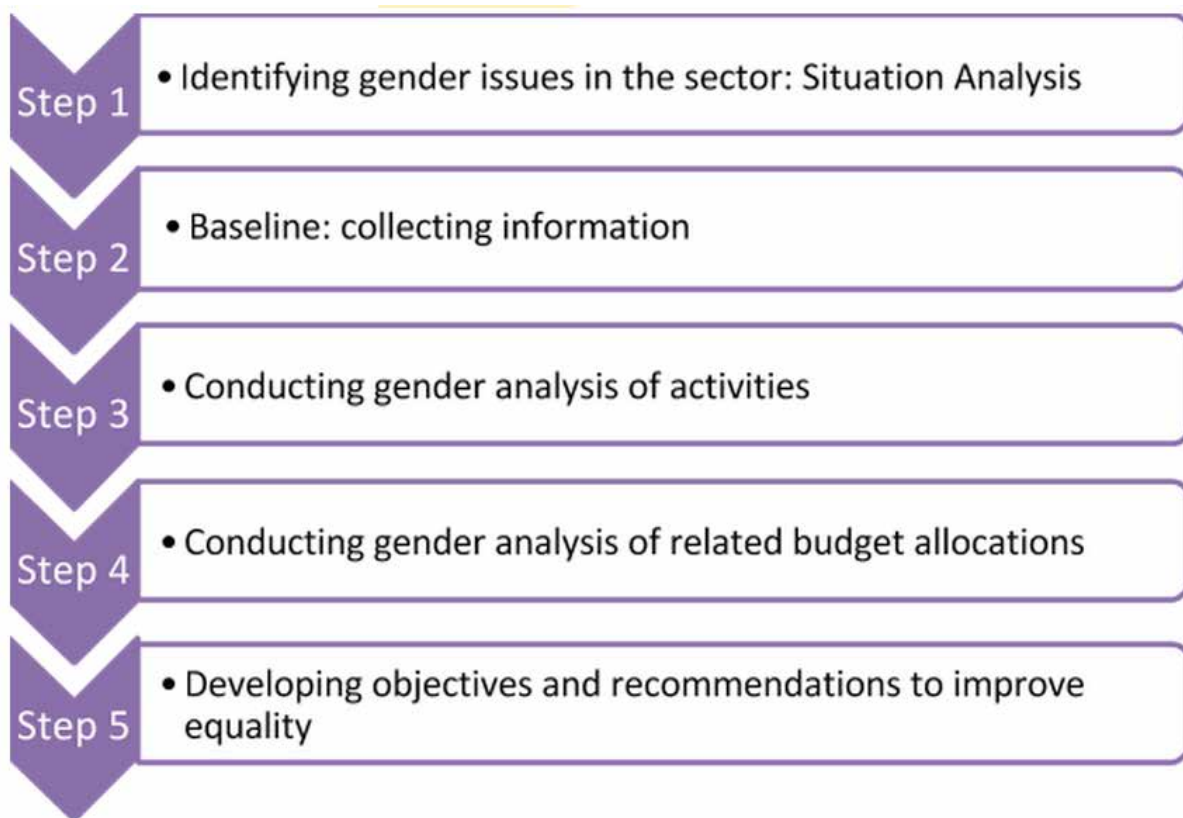 Step 1
• Identifying gender issues in the sector: Situation Analysis
Step 2
• Baseline: collecting information
Step 3
• Conducting gender analysis of activities
Step 4
• Conducting gender analysis of related budget allocations
Step 5
• Developing objectives and recommendations to improve
equality